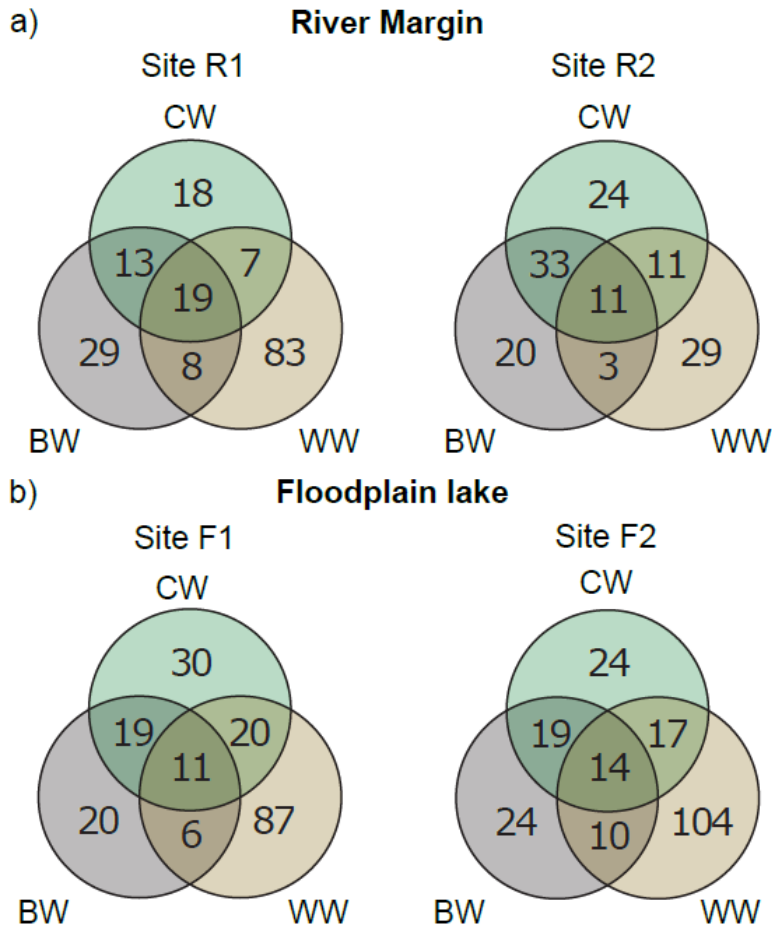 a) River Margin
Site R1 Site R2
CW CW
18 24
13 7 33 11
19 11
29 8 83 20 3 29
BW WW BW WW
b) Floodplain lake
Site F1 Site F2
CW CW
30 24
19 20 19 17
11 14
20 6 87 24 10 104
BW WW BW WW